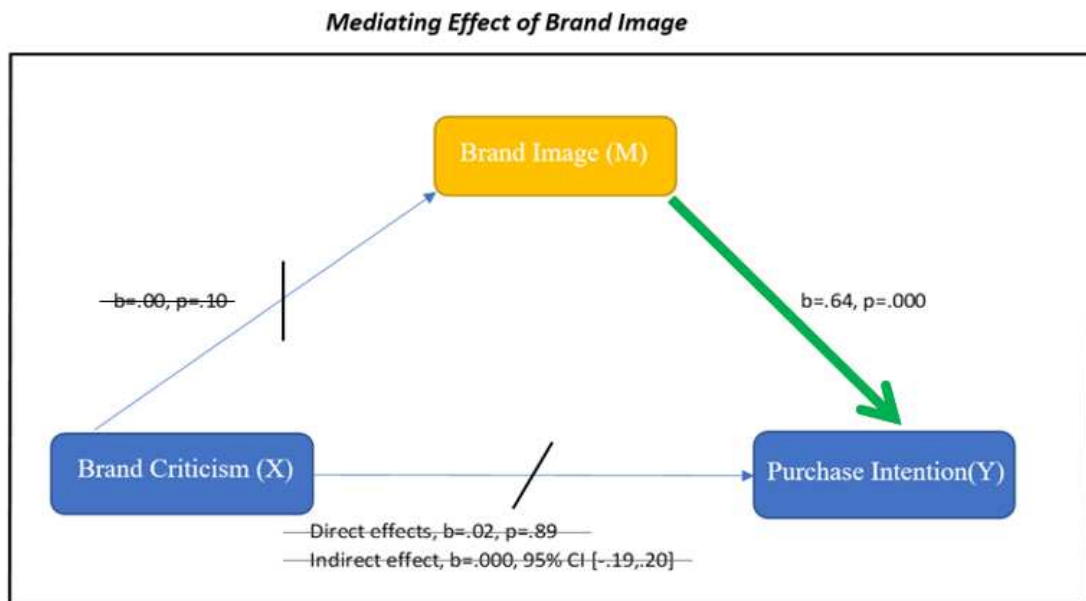 Mediating Effect of Brand Image
Brand Image (M)
b=.00, p=.10
b=.64, p=.000
Brand Criticism (X)
Purchase Intention(Y)
Direct effects, b=.02, p=.89
Indirect effect, b=.000, 95% CI [-.19,.20]